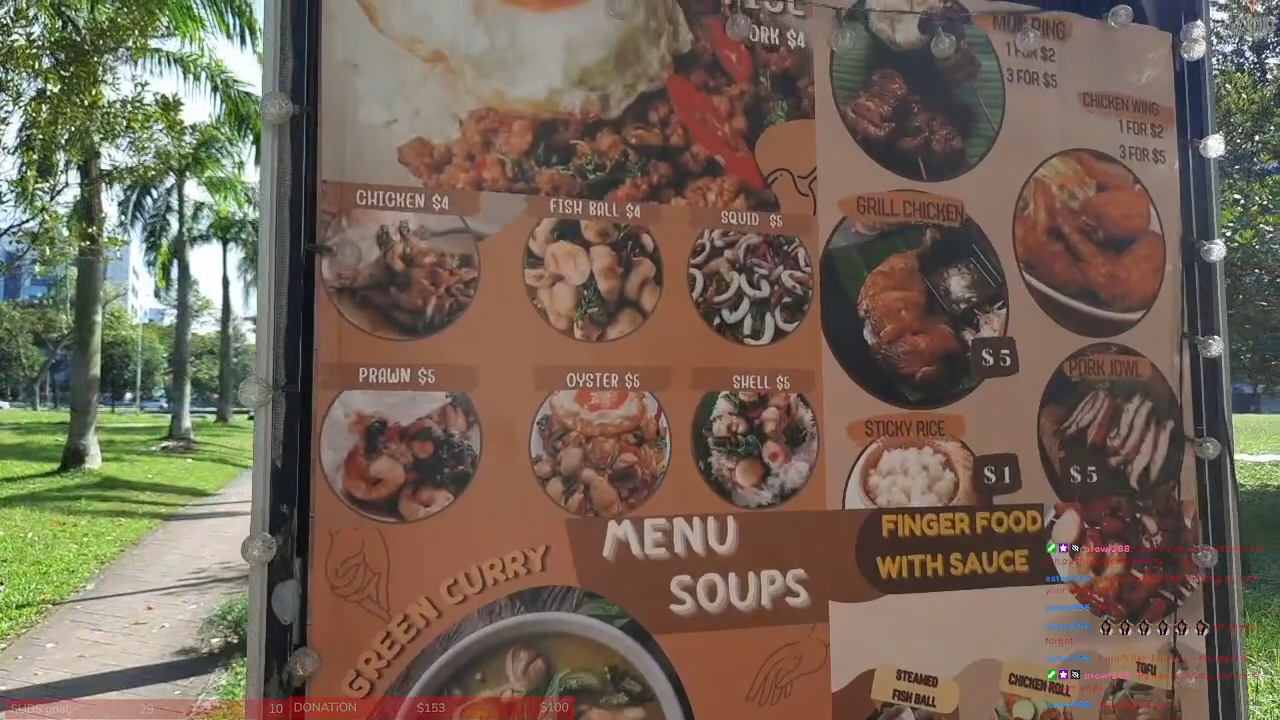 ORK $4
CHICKEN $4
FISH BALL $4
SQUID $5
PRAWN $5
OYSTER $5
SHELL $5
1 FOR $2
3 FOR $5
CHICKEN WING
1 FOR $2
3 FOR $5
GRILL CHICKEN
$5
STICKY RICE
$1
PORK JOWL
$5
MENU
SOUPS
GREEN CURRY
FINGER FOOD
WITH SAUCE
STEAMED
FISH BALL
CHICKEN ROLL
TOFU
prowl288:
forget
SUBS goal
29
10
DONATION
$153
$100